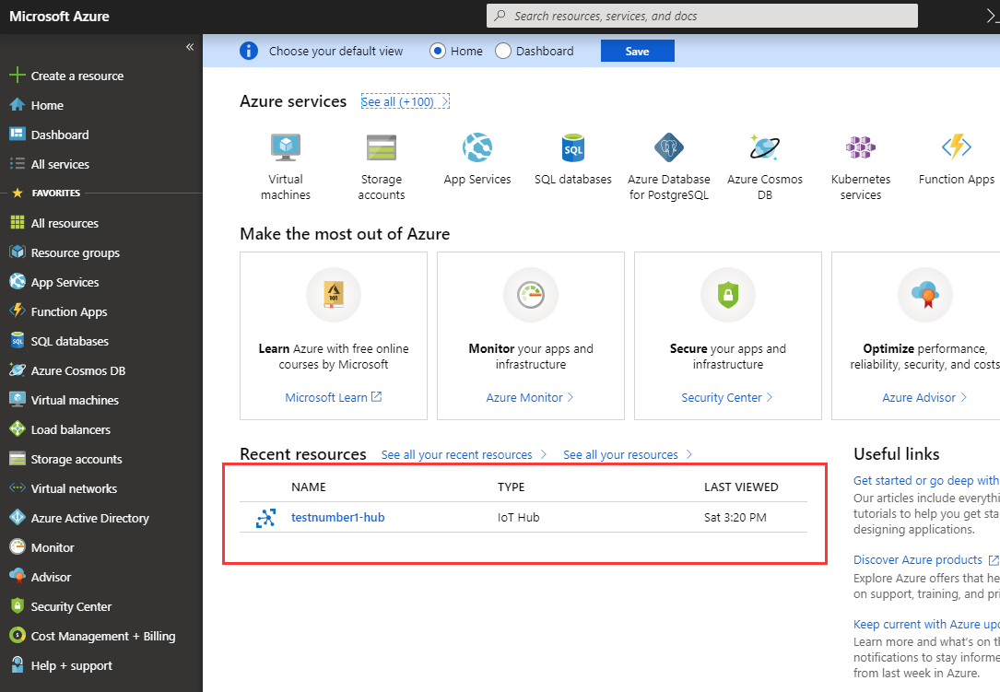 Microsoft Azure
Search resources, services, and docs
«
Create a resource
Home
Dashboard
All services
FAVORITES
All resources
Resource groups
App Services
Function Apps
SQL databases
Azure Cosmos DB
Virtual machines
Load balancers
Storage accounts
Virtual networks
Azure Active Directory
Monitor
Advisor
Security Center
Cost Management + Billing
Help + support
Choose your default view
Home
Dashboard
Save
Azure services
See all (+100)
Virtual
machines
Storage
accounts
App Services
SQL
SQL databases
Azure Database
for PostgreSQL
Azure Cosmos
DB
Kubernetes
services
Function Apps
Make the most out of Azure
101
Learn Azure with free online
courses by Microsoft
Microsoft Learn
Monitor your apps and
infrastructure
Azure Monitor
Secure your apps and
infrastructure
Security Center
Optimize performance,
reliability, security, and costs
Azure Advisor
Recent resources
See all your recent resources
See all your resources
NAME TYPE LAST VIEWED
testnumber1-hub IoT Hub Sat 3:20 PM
Useful links
Get started or go deep with
Our articles include everythi
tutorials to help you get sta
designing applications.
Discover Azure products
Explore Azure offers that he
on support, training, and pri
Keep current with Azure upd
Learn more and what's on th
notifications to stay informe
from last week in Azure.